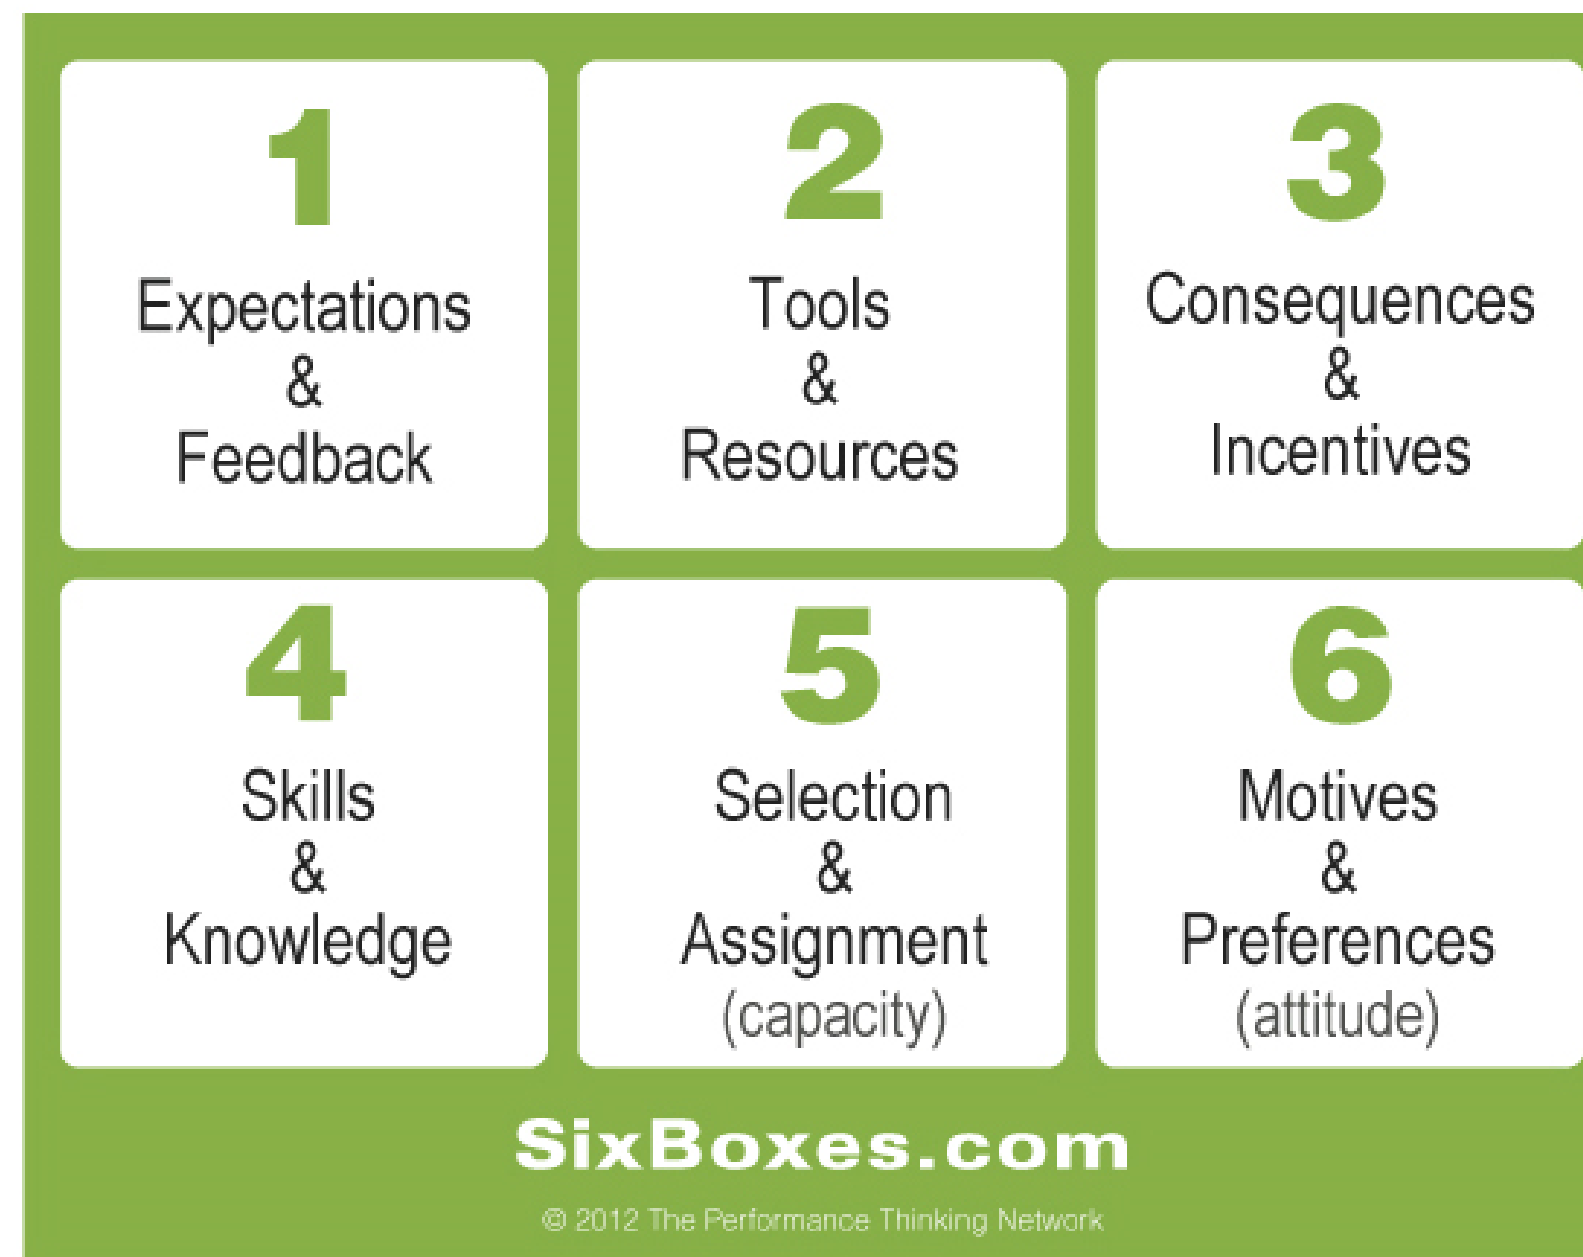 1
Expectations
&
Feedback
2
Tools
&
Resources
3
Consequences
&
Incentives
4
Skills
&
Knowledge
5
Selection
&
Assignment
(capacity)
6
Motives
&
Preferences
(attitude)
SixBoxes.com
© 2012 The Performance Thinking Network